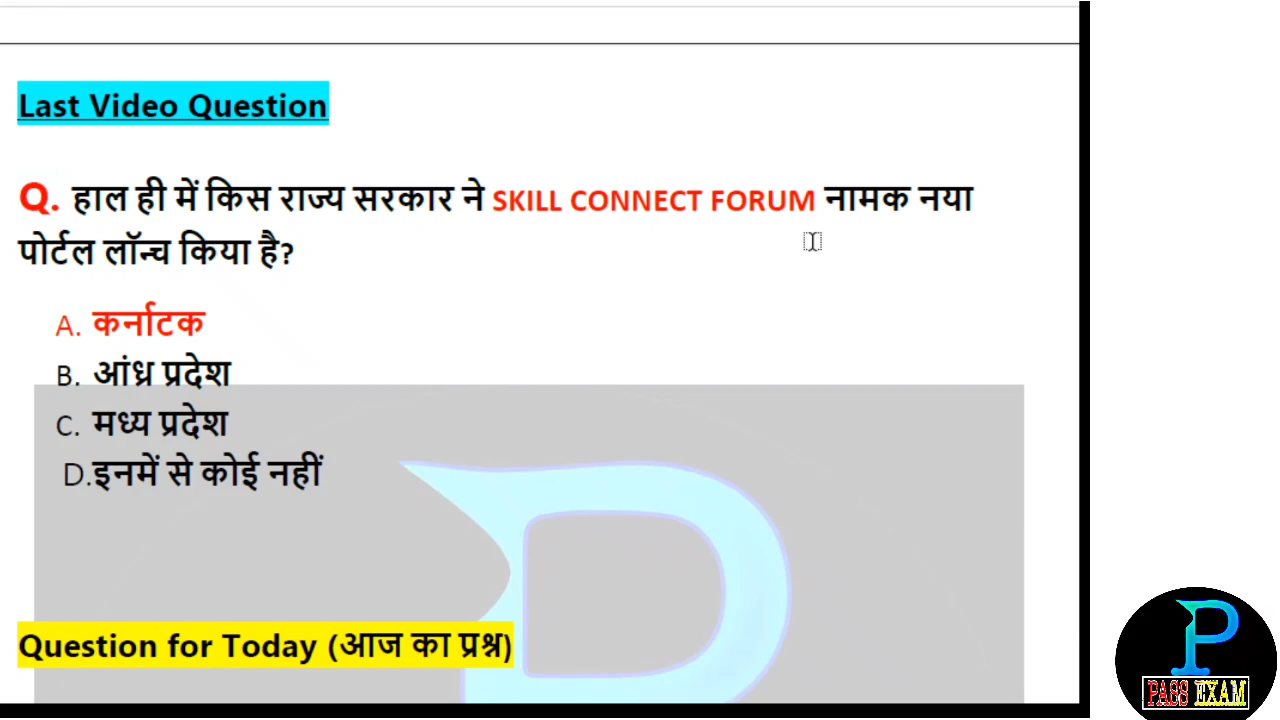 Last Video Question
Q. हाल ही में किस राज्य सरकार ने SKILL CONNECT FORUM नामक नया
पोर्टल लॉन्च किया है?
A. कर्नाटक
B. आंध्र प्रदेश
C. मध्य प्रदेश
D.इनमें से कोई नहीं
Question for Today (आज का प्रश्न)
P
PASS EXAM